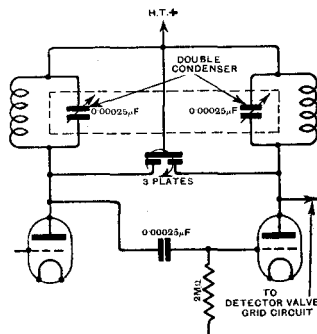 H.T.+
DOUBLE
CONDENSER
0·00025μF
0·00025μF
3 PLATES
0·00025μF
2MΩ
TO
DETECTOR VALVE
GRID CIRCUIT